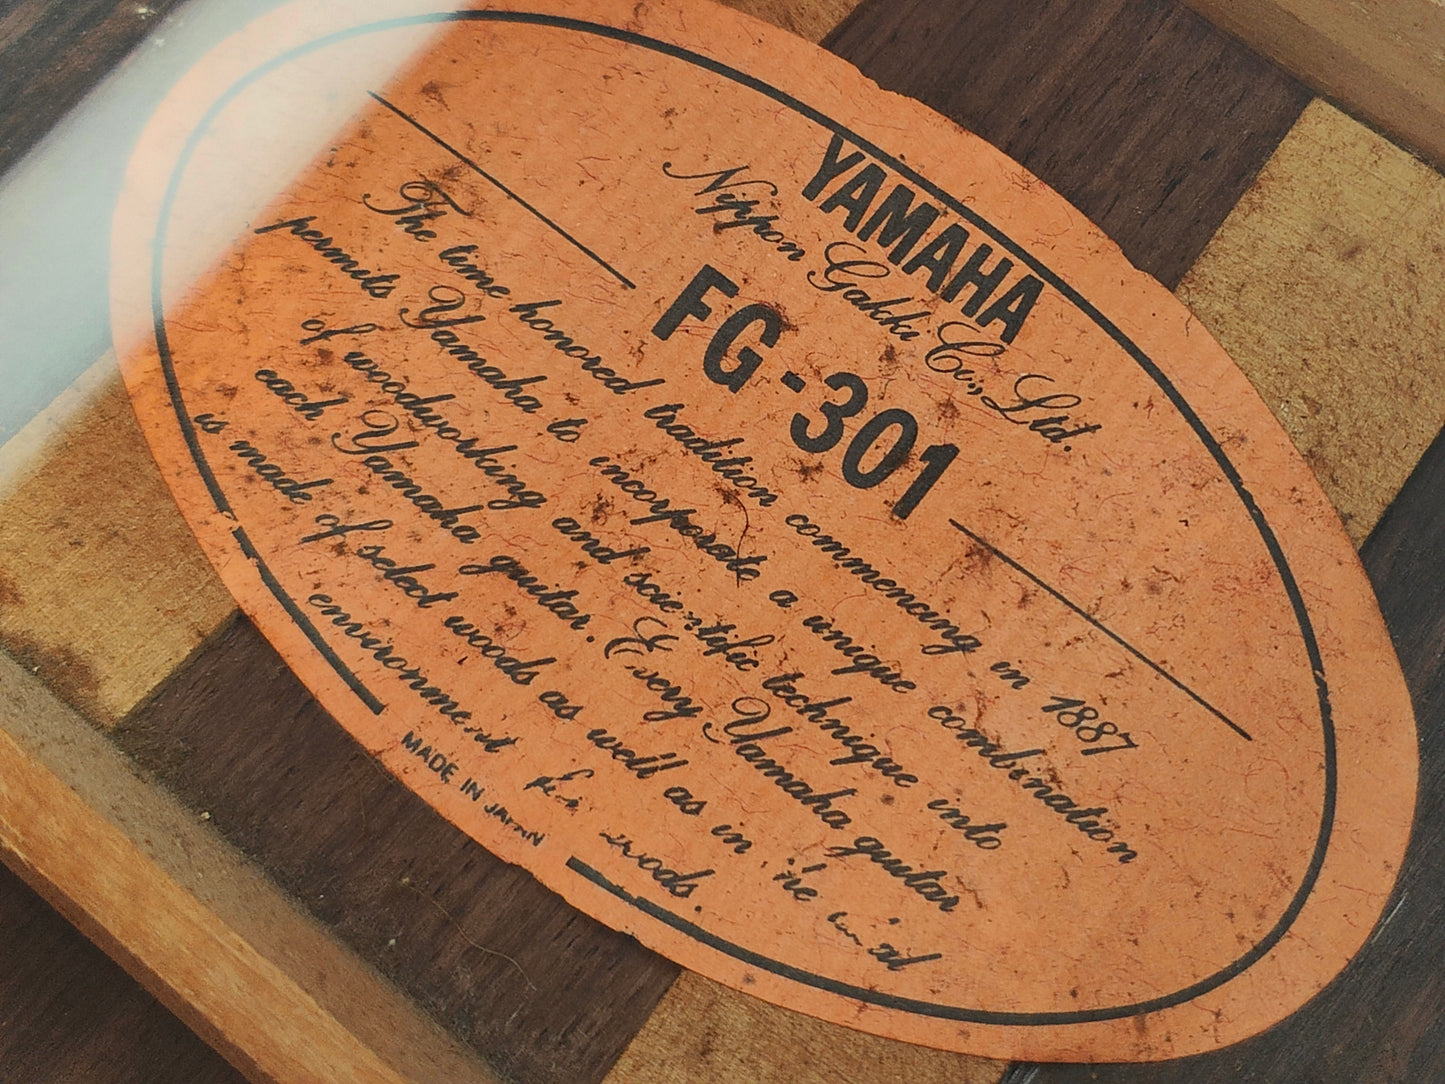 YAMAHA
Nippon Gakki Co., Ltd.
FG-301
The time honored tradition commencing in 1887
permits Yamaha to incorporate a unique combination
of woodworking and scientific technique into
each Yamaha guitar. Every Yamaha guitar
is made of select woods as well as in the
environment woods.
MADE IN JAPAN